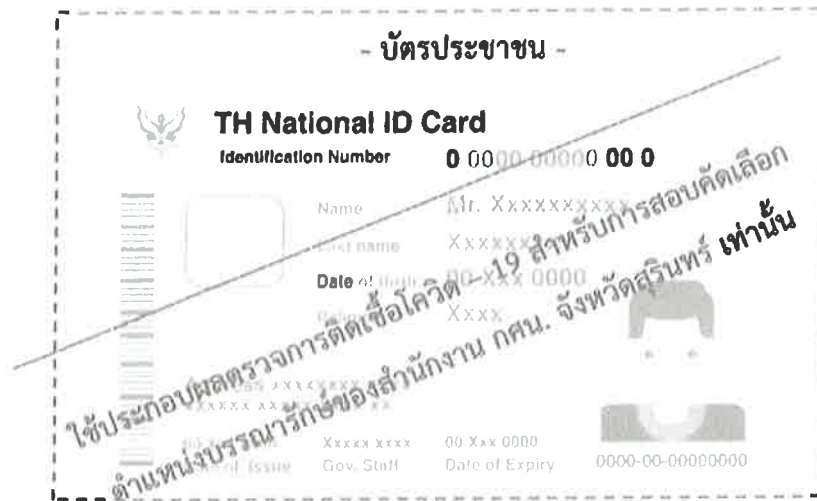 - บัตรประชาชน -
TH National ID Card
Identification Number 0 0000 00000 00 0
Name Mr. Xxxxxxxxxx
Last name Xxxxxxx
Date of Birth 00 Xxx 0000
Xxxx
ใช้ประกอบผลตรวจการติดเชื้อโควิด – 19 สำหรับการสอบคัดเลือก
ตำแหน่งบรรณารักษ์ของสำนักงาน กศน. จังหวัดสุรินทร์ เท่านั้น
Xxxxx xxxx 00 Xxx 0000
of Issue Gov. Staff Date of Expiry 0000-00-00000000